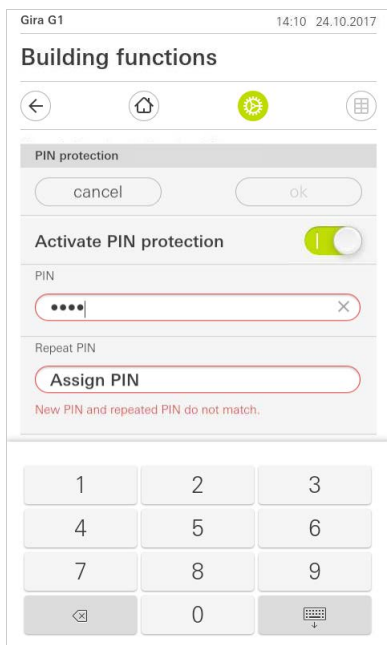 Gira G1 14:10 24.10.2017
Building functions
PIN protection
cancel ok
Activate PIN protection
PIN
••••
Repeat PIN
Assign PIN
New PIN and repeated PIN do not match.
1 2 3
4 5 6
7 8 9
0